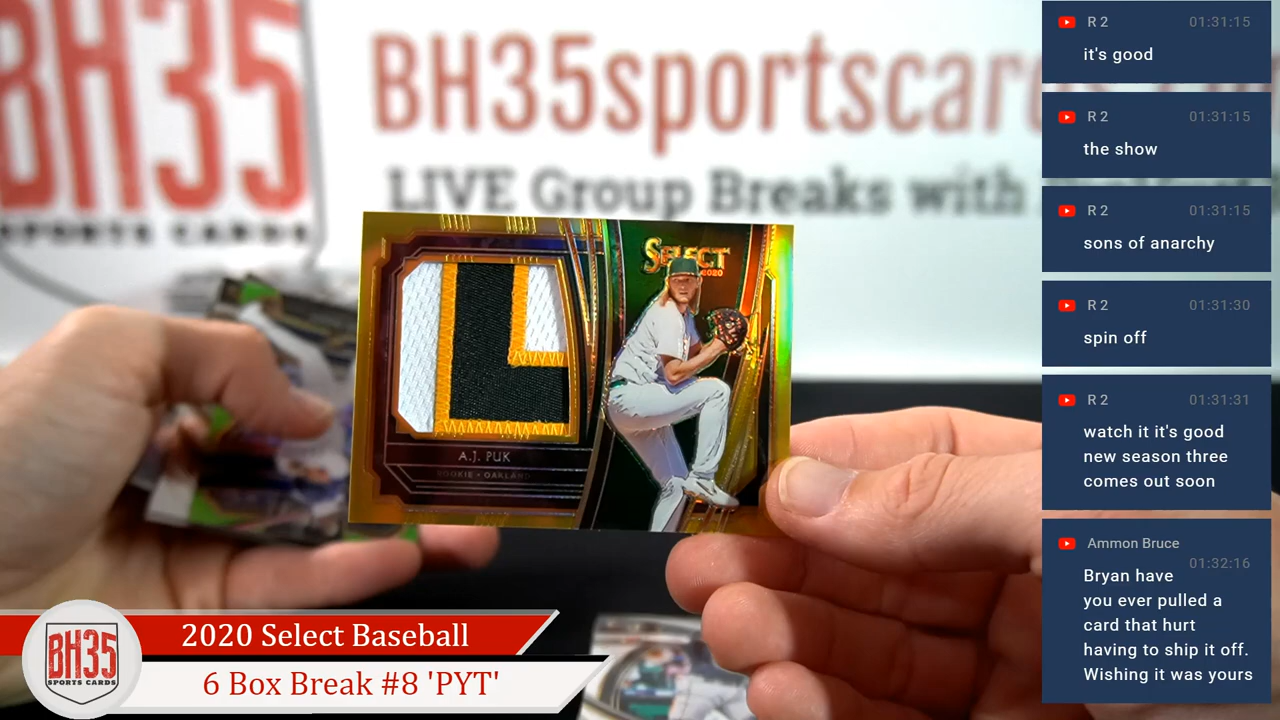 BH35
SPORTS CARDS
BH35sportscar
LIVE Group Breaks with
SELECT
2020
A.J. PUK
ROOKIE • OAKLAND
2020 Select Baseball
6 Box Break #8 'PYT'
BH35
SPORTS CARDS
R 2 01:31:15
it's good
R 2 01:31:15
the show
R 2 01:31:15
sons of anarchy
R 2 01:31:30
spin off
R 2 01:31:31
watch it it's good
new season three
comes out soon
Ammon Bruce
01:32:16
Bryan have
you ever pulled a
card that hurt
having to ship it off.
Wishing it was yours